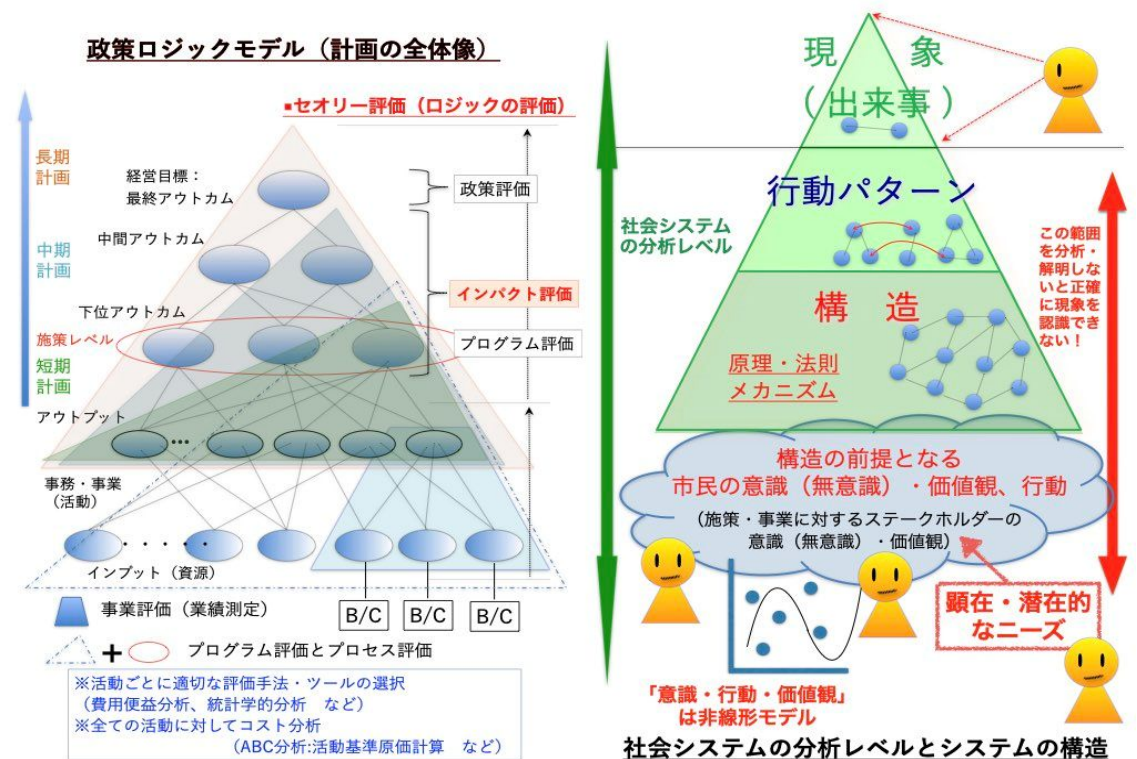 政策ロジックモデル（計画の全体像）
▪セオリー評価（ロジックの評価）
長期
計画
経営目標：
最終アウトカム
政策評価
中期
計画
中間アウトカム
インパクト評価
下位アウトカム
施策レベル
プログラム評価
短期
計画
アウトプット
•••
事務・事業
（活動）
・・・・・
インプット（資源）
B/C
B/C
B/C
事業評価（業績測定）
+
プログラム評価とプロセス評価
※活動ごとに適切な評価手法・ツールの選択
（費用便益分析、統計学的分析　など）
※全ての活動に対してコスト分析
（ABC分析:活動基準原価計算　など）
現　象
（出来事）
行動パターン
社会システム
の分析レベル
構　造
原理・法則
メカニズム
この範囲
を分析・
解明しな
いと正確
に現象を
認識でき
ない！
構造の前提となる
市民の意識（無意識）・価値観、行動
（施策・事業に対するステークホルダーの
意識（無意識）・価値観）
顕在・潜在的
なニーズ
「意識・行動・価値観」
は非線形モデル
社会システムの分析レベルとシステムの構造